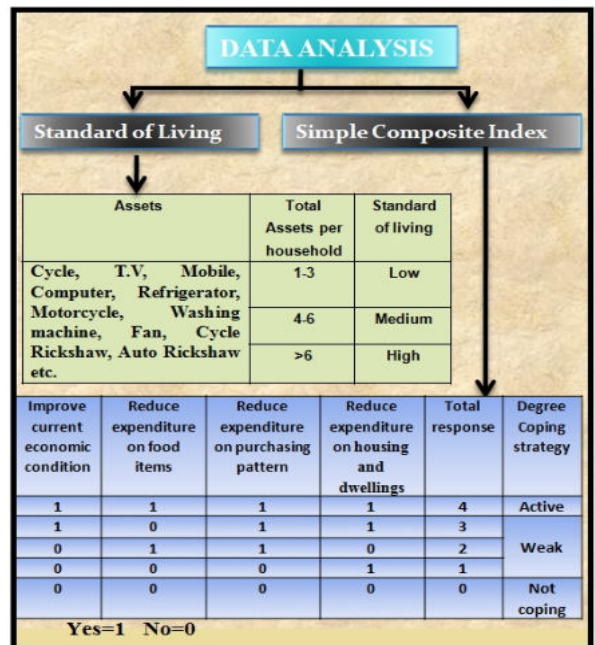 DATA ANALYSIS
Standard of Living
Simple Composite Index
Assets
Total
Assets per
household
Standard
of living
Cycle, T.V, Mobile,
Computer, Refrigerator,
Motorcycle, Washing
machine, Fan, Cycle
Rickshaw, Auto Rickshaw
etc.
1-3
Low
4-6
Medium
>6
High
Improve
current
economic
condition
Reduce
expenditure
on food
items
Reduce
expenditure
on purchasing
pattern
Reduce
expenditure
on housing
and
dwellings
Total
response
Degree
Coping
strategy
1 1 1 1 4 Active
1 0 1 1 3
0 1 1 0 2 Weak
0 0 0 1 1
0 0 0 0 0 Not
coping
Yes=1 No=0